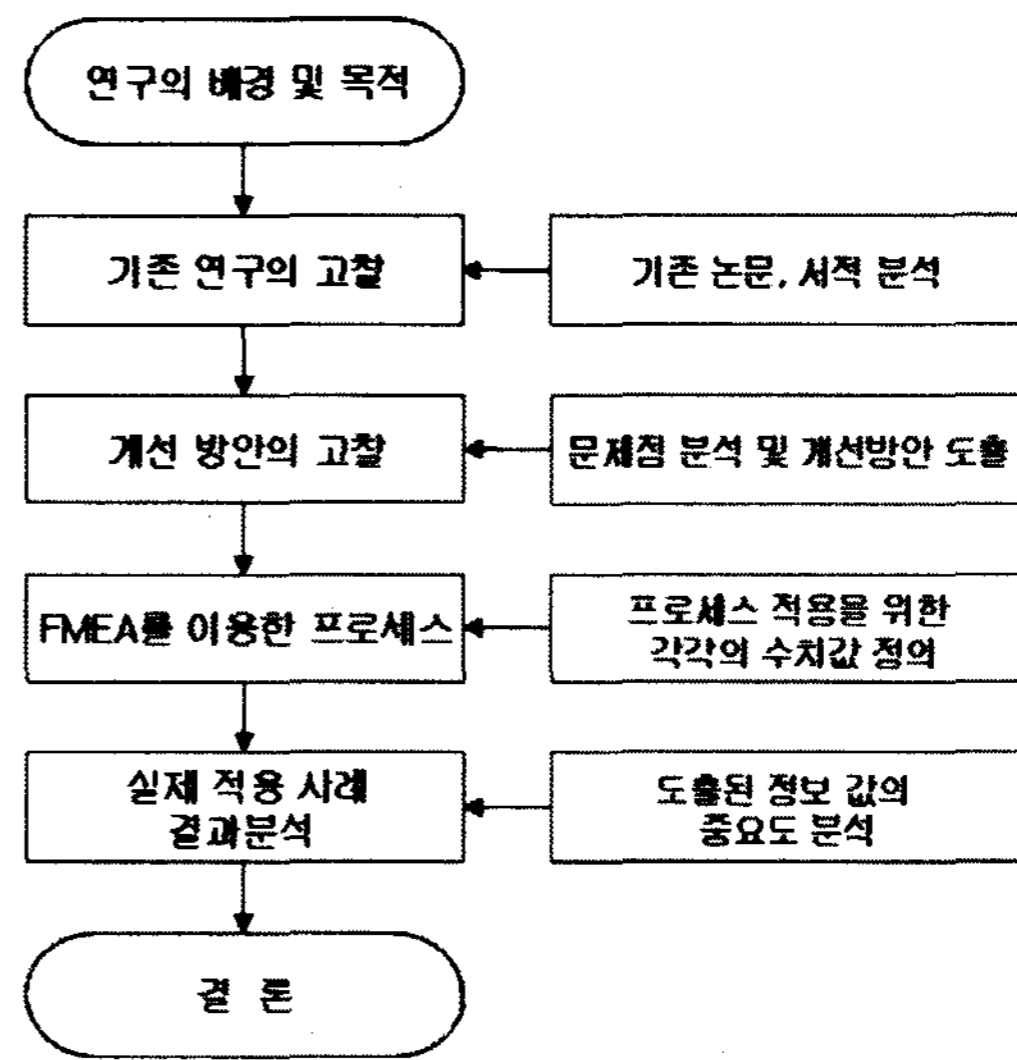 연구의 배경 및 목적
기존 연구의 고찰
기존 논문, 서적 분석
개선 방안의 고찰
문제점 분석 및 개선방안 도출
FMEA를 이용한 프로세스
프로세스 적용을 위한
각각의 수치값 정의
실제 적용 사례
결과분석
도출된 정보 값의
중요도 분석
결 론